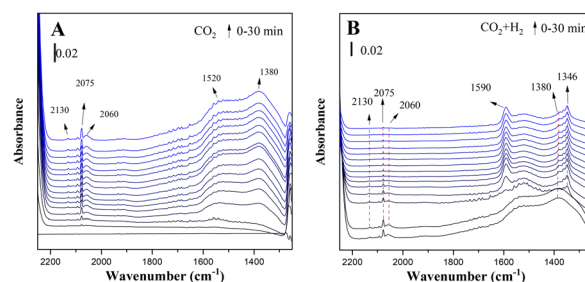 A
CO2 0-30 min
0.02
2130
2075
2060
1520
1380
Absorbance
2200 2000 1800 1600 1400
Wavenumber (cm-1)
B
CO2+H2 0-30 min
0.02
2130
2075
2060
1590
1380
1346
Absorbance
2200 2000 1800 1600 1400
Wavenumber (cm-1)